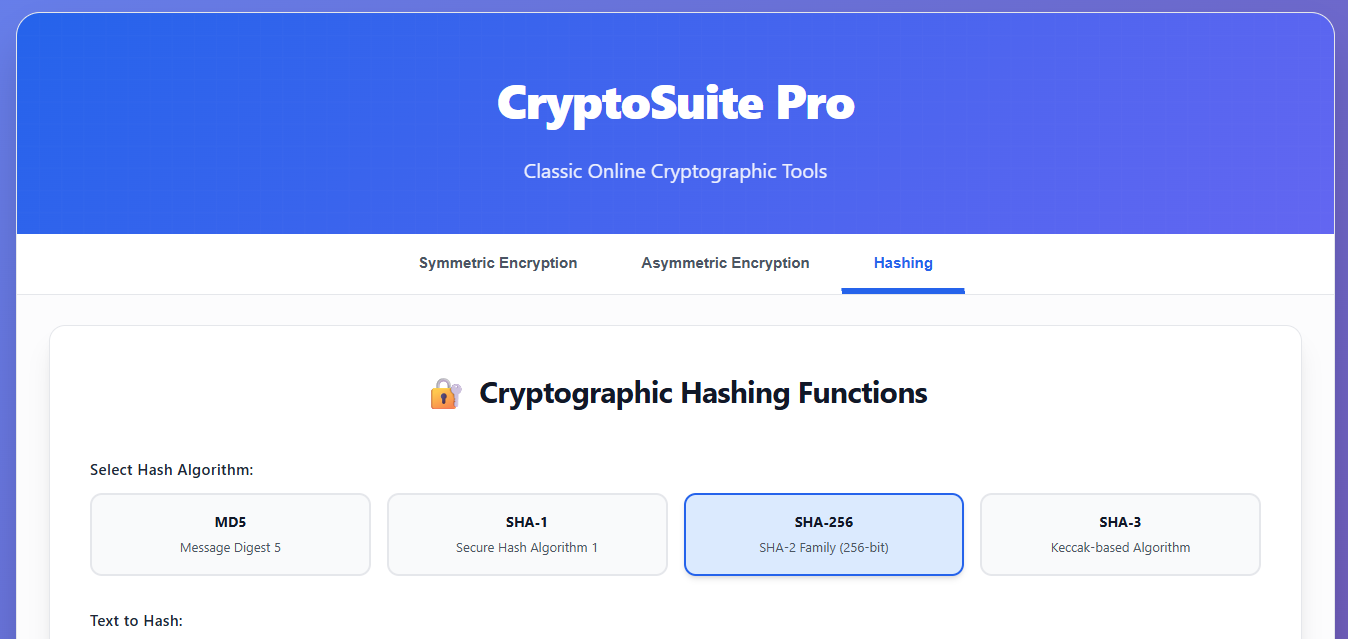 CryptoSuite Pro
Classic Online Cryptographic Tools
Symmetric Encryption
Asymmetric Encryption
Hashing
Cryptographic Hashing Functions
Select Hash Algorithm:
MD5
Message Digest 5
SHA-1
Secure Hash Algorithm 1
SHA-256
SHA-2 Family (256-bit)
SHA-3
Keccak-based Algorithm
Text to Hash: